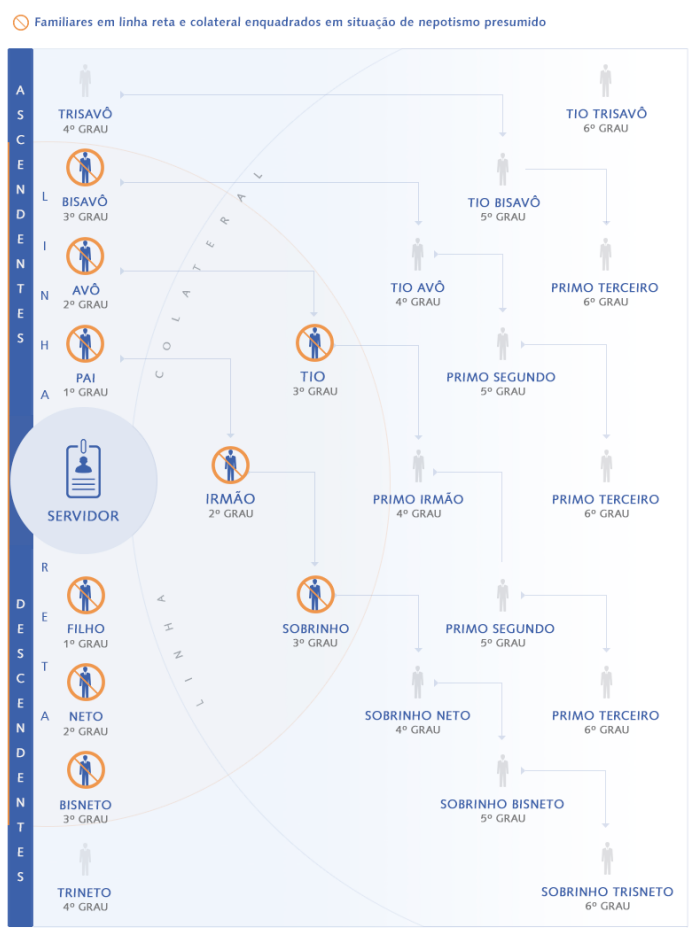 Familiares em linha reta e colateral enquadrados em situação de nepotismo presumido
ASCENDENTES
LINHA RETA
LINHA COLATERAL
TRISAVÔ
4º GRAU
TIO TRISAVÔ
6º GRAU
BISAVÔ
3º GRAU
TIO BISAVÔ
5º GRAU
AVÔ
2º GRAU
TIO AVÔ
4º GRAU
PRIMO TERCEIRO
6º GRAU
PAI
1º GRAU
TIO
3º GRAU
PRIMO SEGUNDO
5º GRAU
SERVIDOR
IRMÃO
2º GRAU
PRIMO IRMÃO
4º GRAU
PRIMO TERCEIRO
6º GRAU
DESCENDENTES
FILHO
1º GRAU
SOBRINHO
3º GRAU
PRIMO SEGUNDO
5º GRAU
NETO
2º GRAU
SOBRINHO NETO
4º GRAU
PRIMO TERCEIRO
6º GRAU
BISNETO
3º GRAU
SOBRINHO BISNETO
5º GRAU
TRINETO
4º GRAU
SOBRINHO TRISNETO
6º GRAU